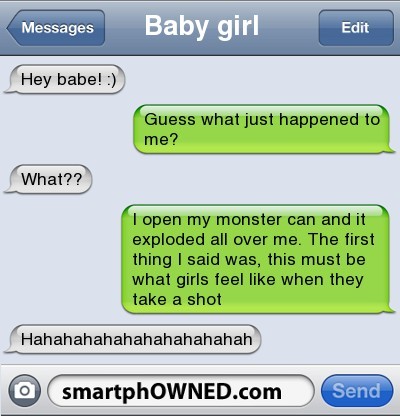 Messages
Baby girl
Edit
Hey babe! :)
Guess what just happened to
me?
What??
I open my monster can and it
exploded all over me. The first
thing I said was, this must be
what girls feel like when they
take a shot
Hahahahahahahahahahahah
smartphOWNED.com
Send